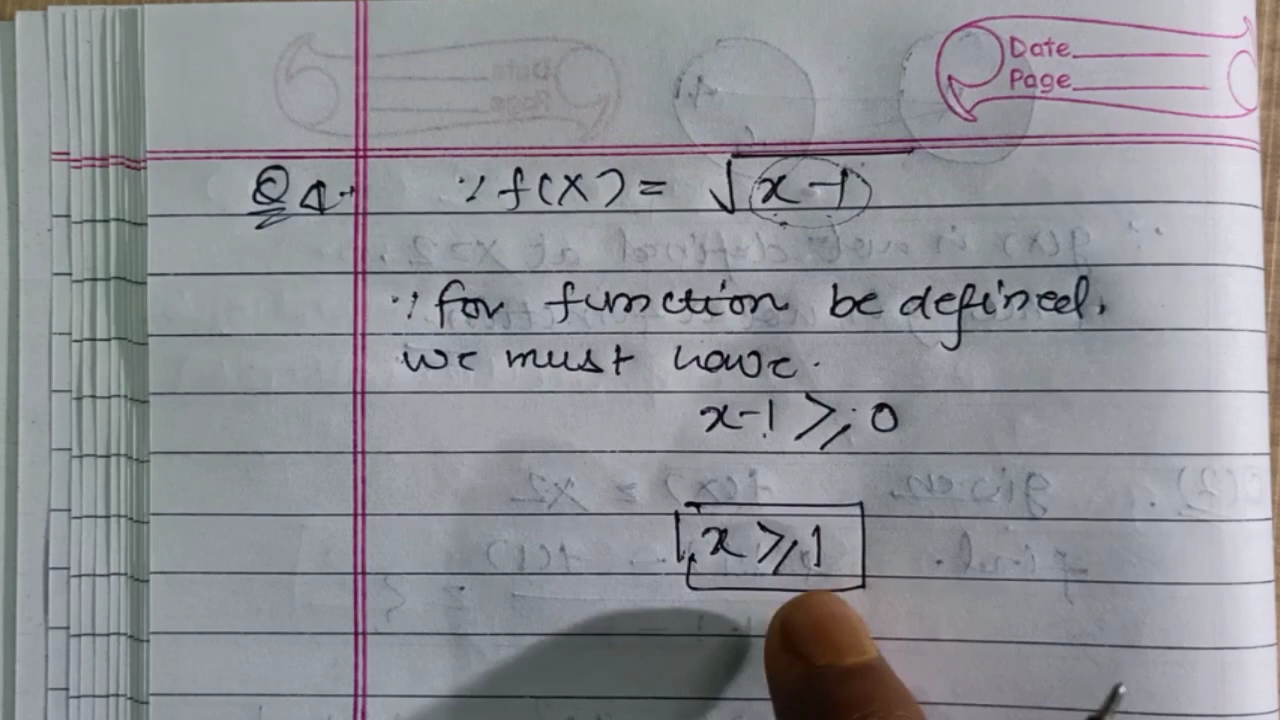 Date
Page
Q4. ∵ f(x) = √x-1
∵ for function be defined.
we must have.
x-1 ⩾ 0
x ⩾ 1